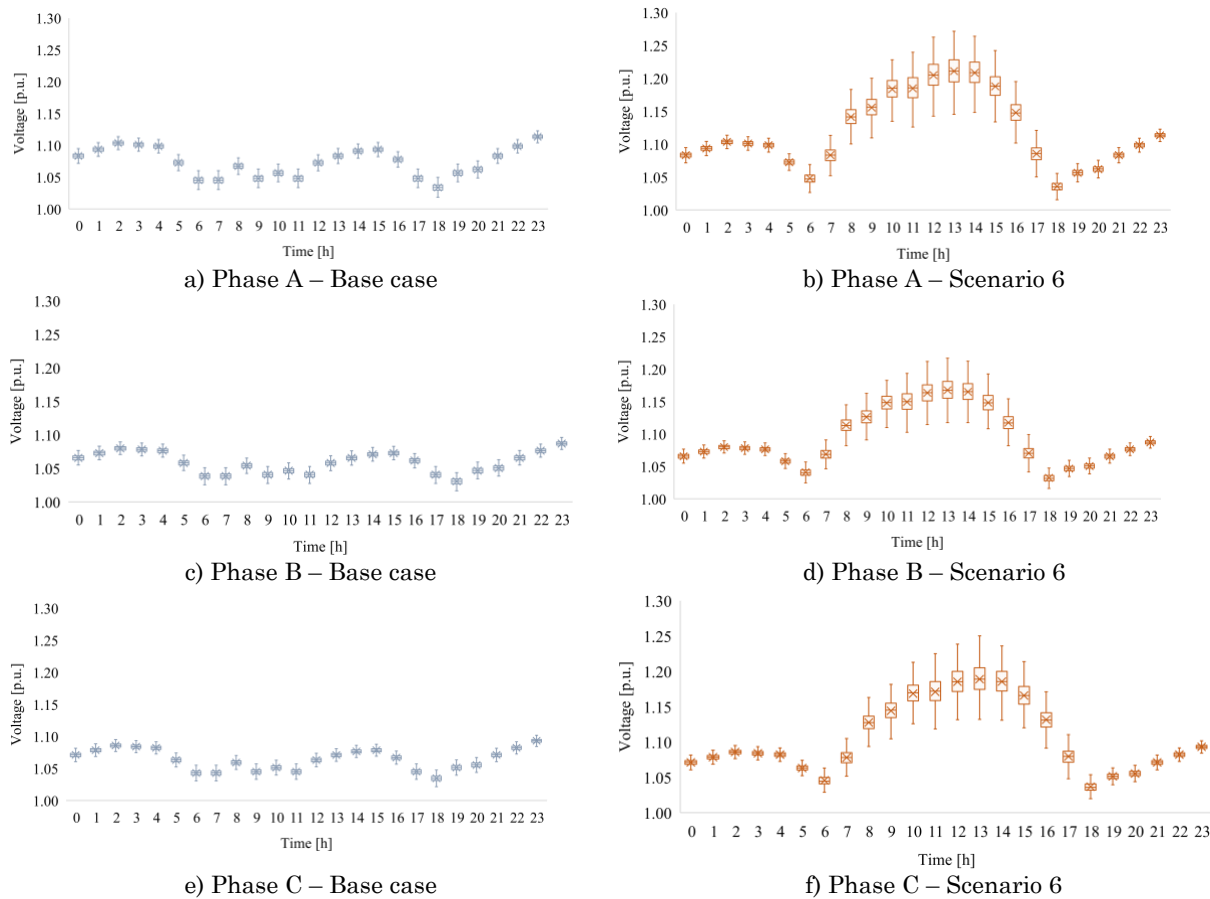 1.30
1.25
1.20
1.15
1.10
1.05
1.00
Voltage [p.u.]
0 1 2 3 4 5 6 7 8 9 10 11 12 13 14 15 16 17 18 19 20 21 22 23
Time [h]
a) Phase A – Base case
1.30
1.25
1.20
1.15
1.10
1.05
1.00
Voltage [p.u.]
0 1 2 3 4 5 6 7 8 9 10 11 12 13 14 15 16 17 18 19 20 21 22 23
Time [h]
b) Phase A – Scenario 6
1.30
1.25
1.20
1.15
1.10
1.05
1.00
Voltage [p.u.]
0 1 2 3 4 5 6 7 8 9 10 11 12 13 14 15 16 17 18 19 20 21 22 23
Time [h]
c) Phase B – Base case
1.30
1.25
1.20
1.15
1.10
1.05
1.00
Voltage [p.u.]
0 1 2 3 4 5 6 7 8 9 10 11 12 13 14 15 16 17 18 19 20 21 22 23
Time [h]
d) Phase B – Scenario 6
1.30
1.25
1.20
1.15
1.10
1.05
1.00
Voltage [p.u.]
0 1 2 3 4 5 6 7 8 9 10 11 12 13 14 15 16 17 18 19 20 21 22 23
Time [h]
e) Phase C – Base case
1.30
1.25
1.20
1.15
1.10
1.05
1.00
Voltage [p.u.]
0 1 2 3 4 5 6 7 8 9 10 11 12 13 14 15 16 17 18 19 20 21 22 23
Time [h]
f) Phase C – Scenario 6